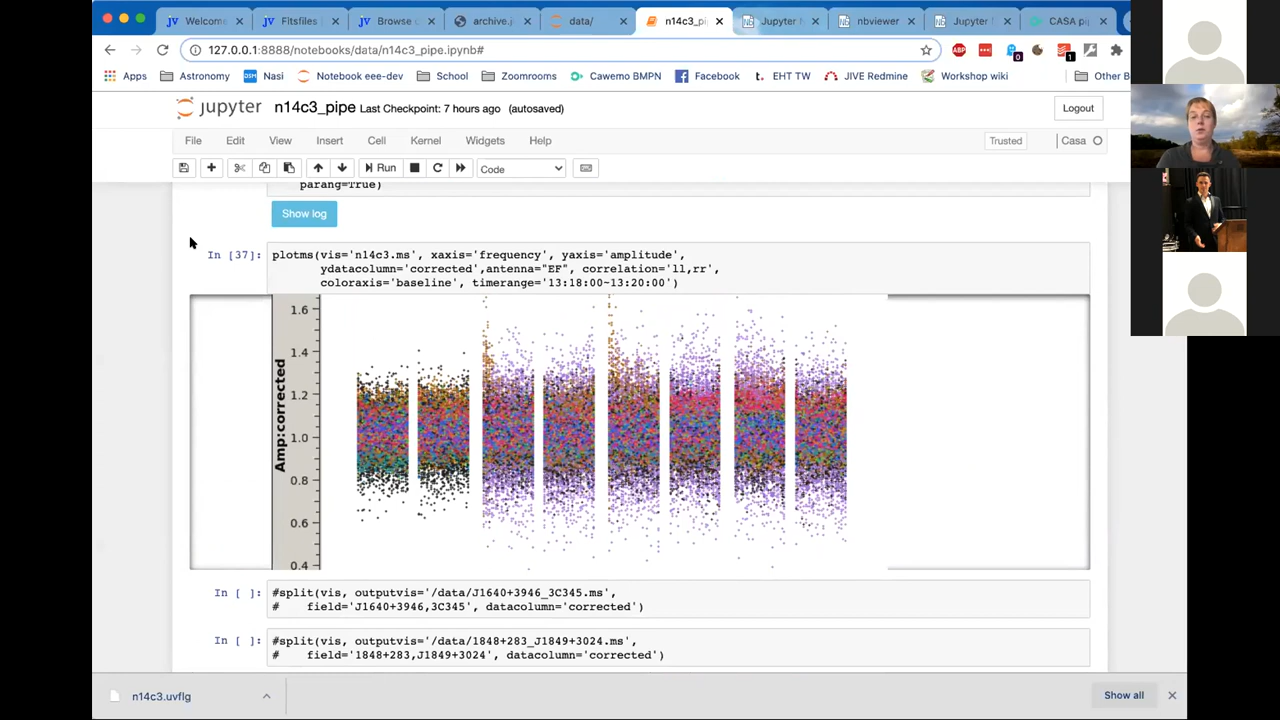 Welcome
Fitsfiles
Browse
archive.j
data/
n14c3_pi
Jupyter
nbviewer
Jupyter
CASA pi
127.0.0.1:8888/notebooks/data/n14c3_pipe.ipynb#
ABP
0
1
Apps
Astronomy
Nasi
Notebook eee-dev
School
Zoomrooms
Cawemo BMPN
Facebook
t. EHT TW
JIVE Redmine
Workshop wiki
Other B
jupyter n14c3_pipe Last Checkpoint: 7 hours ago (autosaved)
Logout
File Edit View Insert Cell Kernel Widgets Help
Trusted
Casa
Run
Code
parang=True)
Show log
In [37]: plotms(vis='n14c3.ms', xaxis='frequency', yaxis='amplitude',
ydatacolumn='corrected',antenna="EF", correlation='ll,rr',
coloraxis='baseline', timerange='13:18:00~13:20:00')
Amp:corrected
1.6
1.4
1.2
1.0
0.8
0.6
0.4
In [ ]: #split(vis, outputvis='/data/J1640+3946_3C345.ms',
# field='J1640+3946,3C345', datacolumn='corrected')
In [ ]: #split(vis, outputvis='/data/1848+283_J1849+3024.ms',
# field='1848+283,J1849+3024', datacolumn='corrected')
n14c3.uvflg
Show all